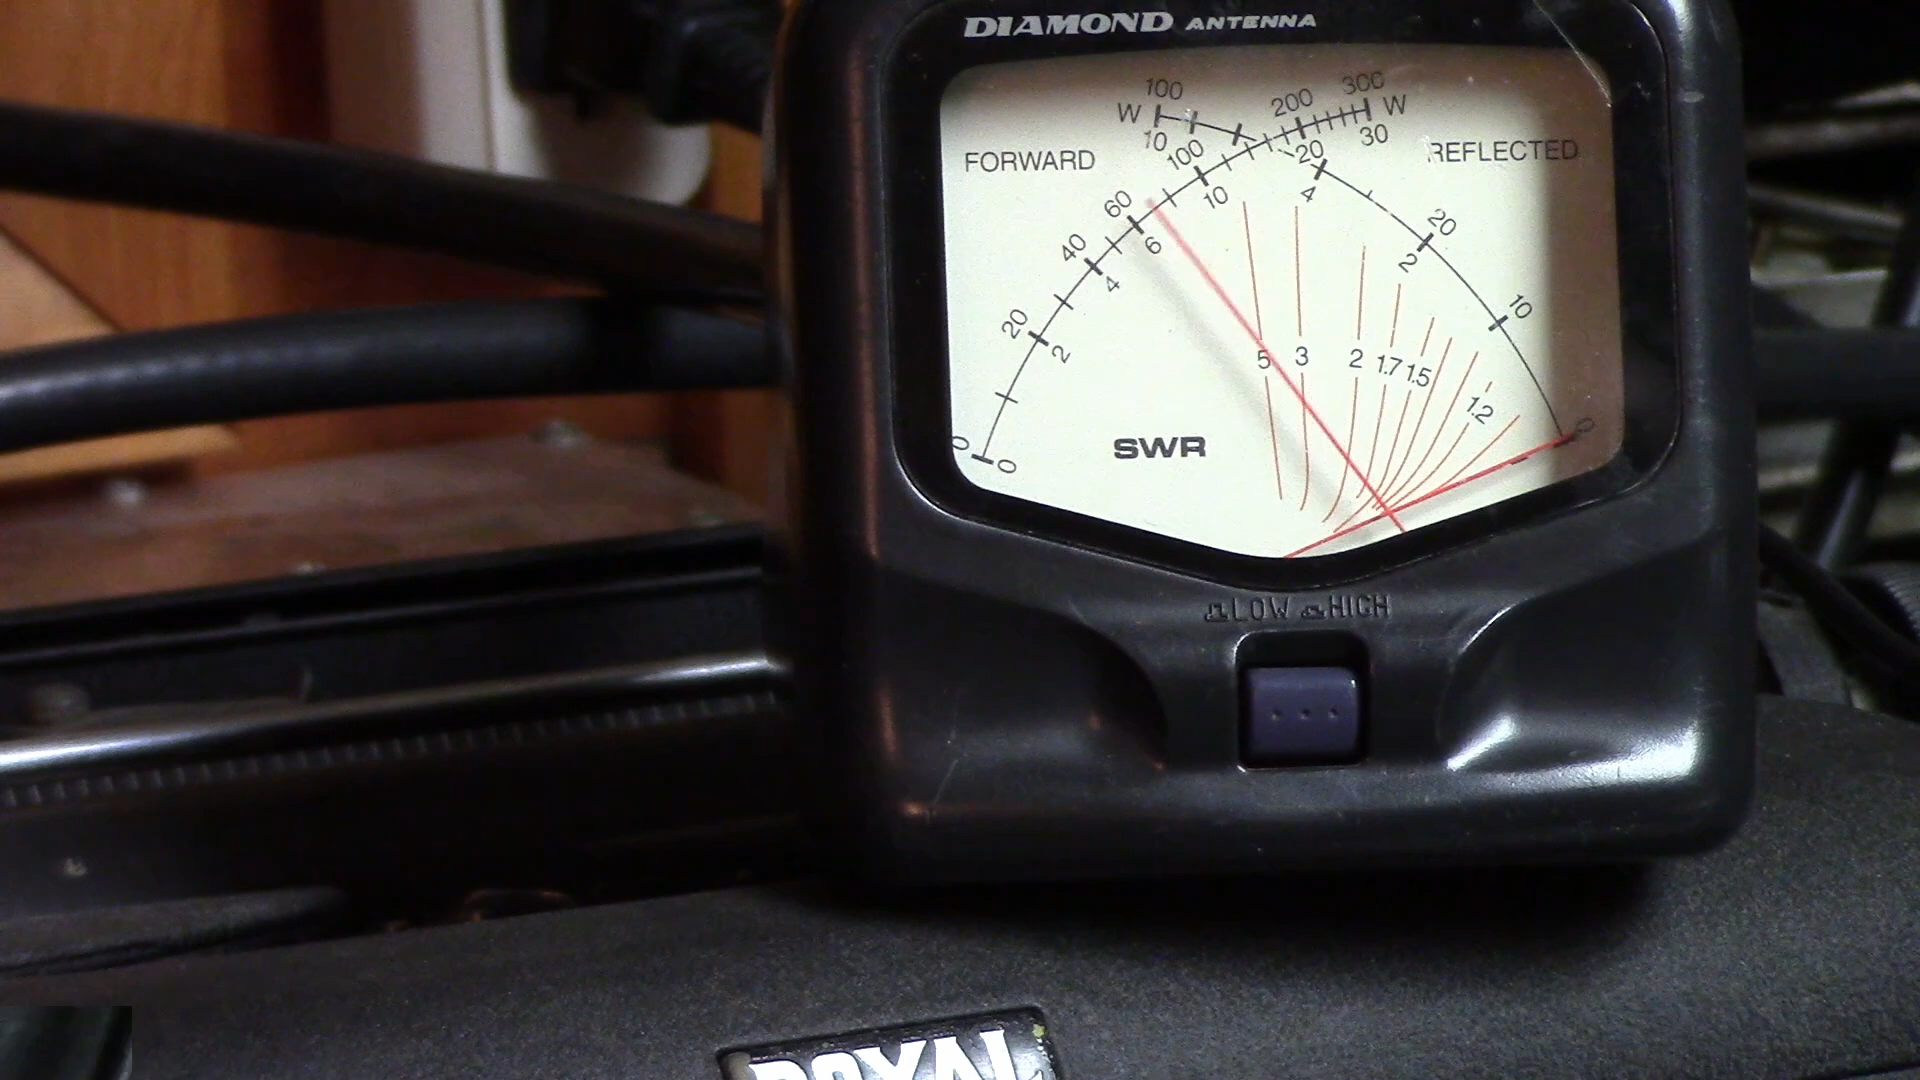 DIAMOND ANTENNA
100 200 300
W W
10 20 30
FORWARD REFLECTED
0 20 40 60 100
0 2 4 6 10
20 10 0
4 2
5 3 2 1.7 1.5 1.2
SWR
LOW HIGH
ROYAL